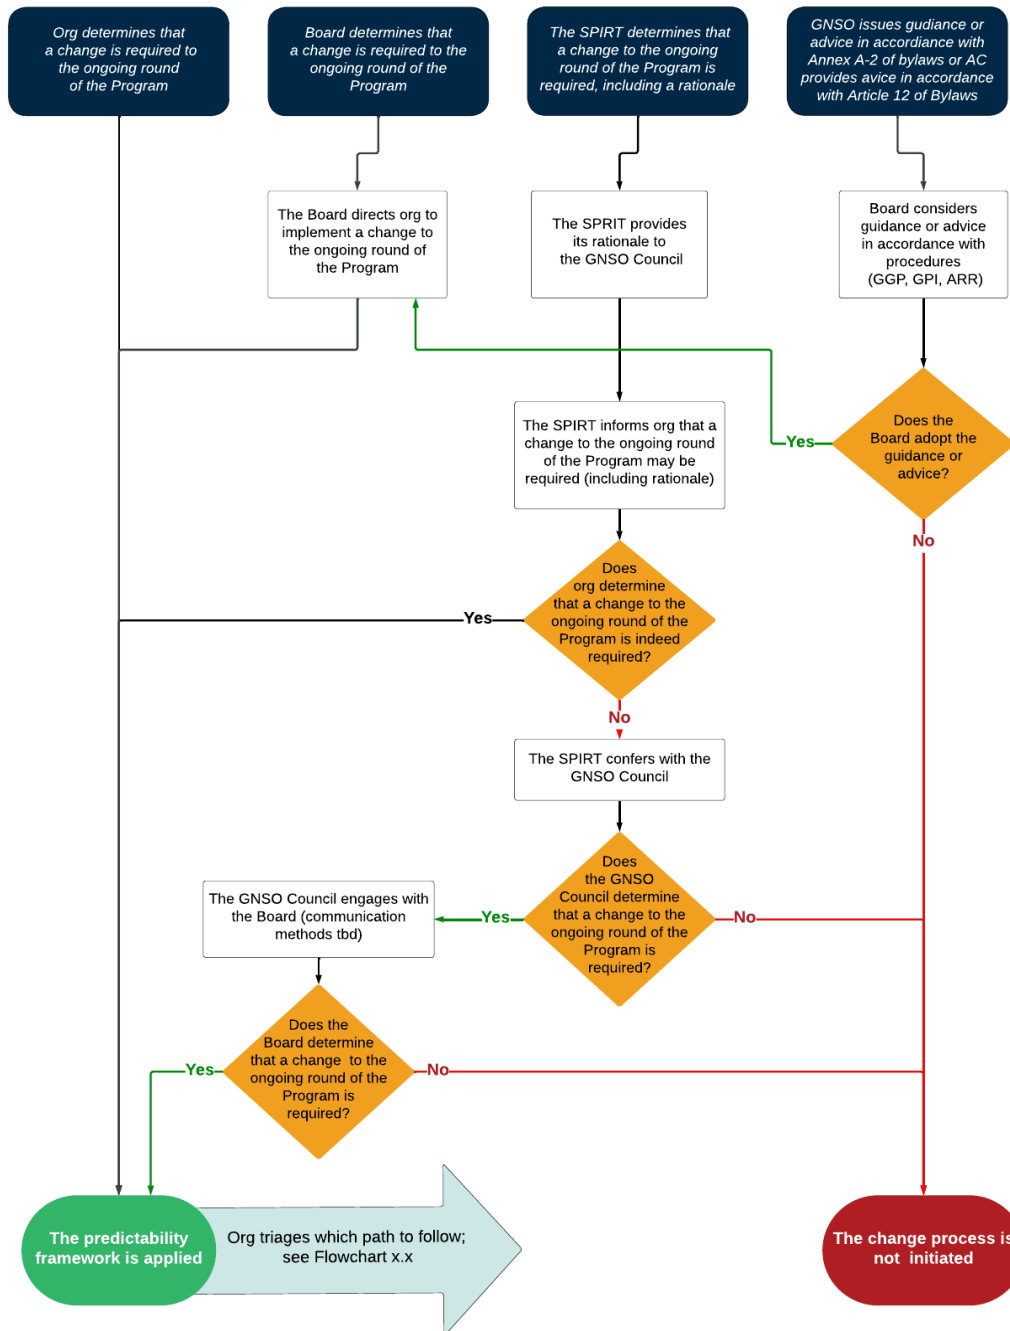 Org determines that
a change is required to
the ongoing round
of the Program
Board determines that
a change is required to the
ongoing round of the
Program
The SPIRT determines that
a change to the ongoing
round of the Program is
required, including a rationale
GNSO issues gudiance or
advice in accordiance with
Annex A-2 of bylaws or AC
provides avice in accordance
with Article 12 of Bylaws
The Board directs org to
implement a change to
the ongoing round of
the Program
The SPRIT provides
its rationale to
the GNSO Council
Board considers
guidance or advice
in accordance with
procedures
(GGP, GPI, ARR)
The SPIRT informs org that a
change to the ongoing round
of the Program may be
required (including rationale)
Yes
Does the
Board adopt the
guidance or
advice?
No
Does
org determine
that a change to the
ongoing round of the
Program is indeed
required?
Yes
No
The SPIRT confers with the
GNSO Council
Does
the GNSO
Council determine
that a change to the
ongoing round of the
Program is
required?
Yes
No
The GNSO Council engages with
the Board (communication
methods tbd)
Does the
Board determine
that a change to the
ongoing round of the
Program is
required?
Yes
No
The predictability
framework is applied
Org triages which path to follow;
see Flowchart x.x
The change process is
not initiated